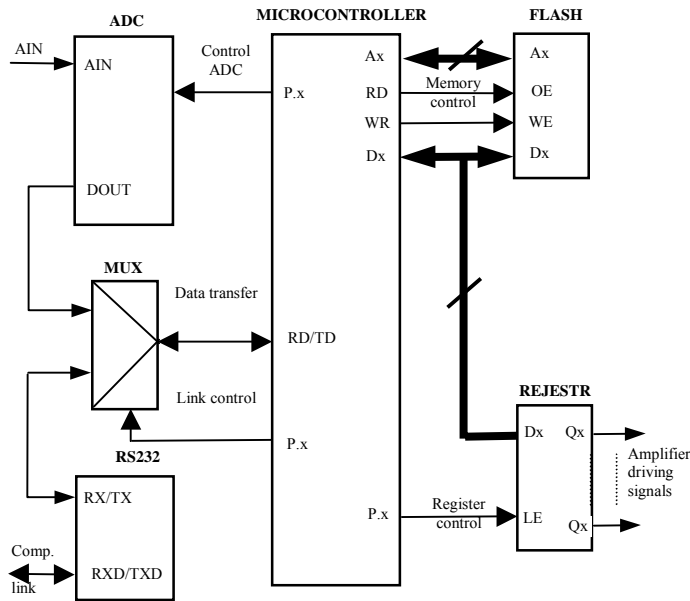 ADC
MICROCONTROLLER
FLASH
AIN
AIN
Control
ADC
P.x
Ax
Ax
RD
Memory
control
OE
WR
WE
Dx
Dx
DOUT
MUX
Data transfer
RD/TD
Link control
P.x
REJESTR
Dx
Qx
Amplifier
driving
signals
RS232
RX/TX
P.x
Register
control
LE
Qx
Comp.
link
RXD/TXD